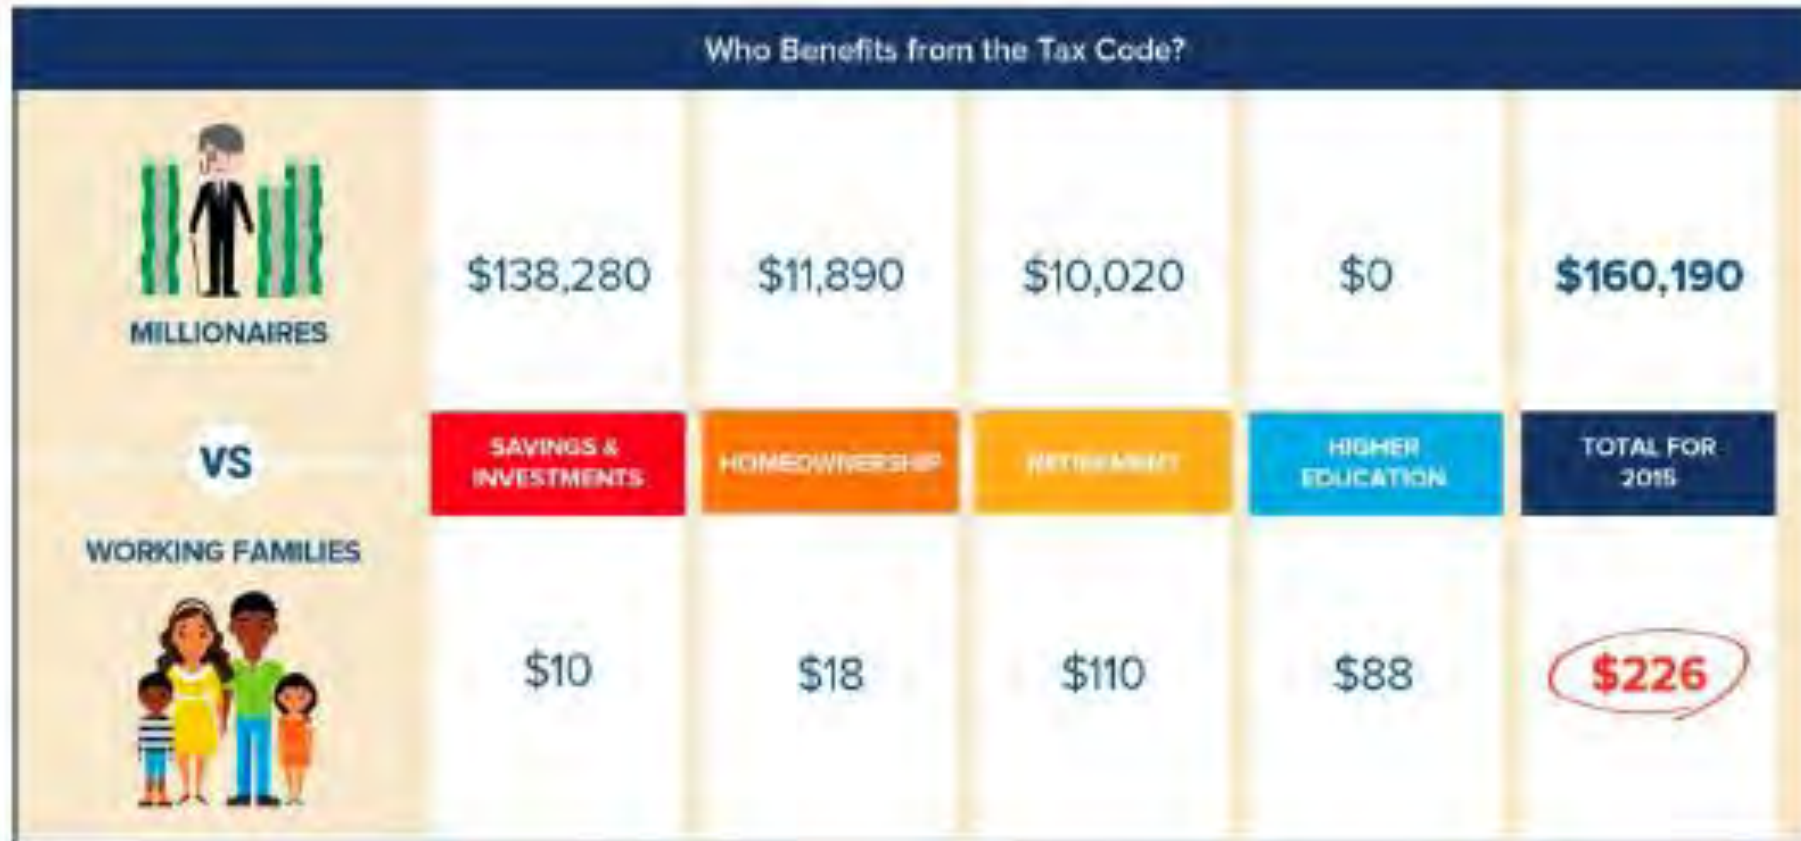 Who Benefits from the Tax Code?
MILLIONAIRES
$138,280
$11,890
$10,020
$0
$160,190
VS
SAVINGS &
INVESTMENTS
HOMEOWNERSHIP
RETIREMENT
HIGHER
EDUCATION
TOTAL FOR
2015
WORKING FAMILIES
$10
$18
$110
$88
$226